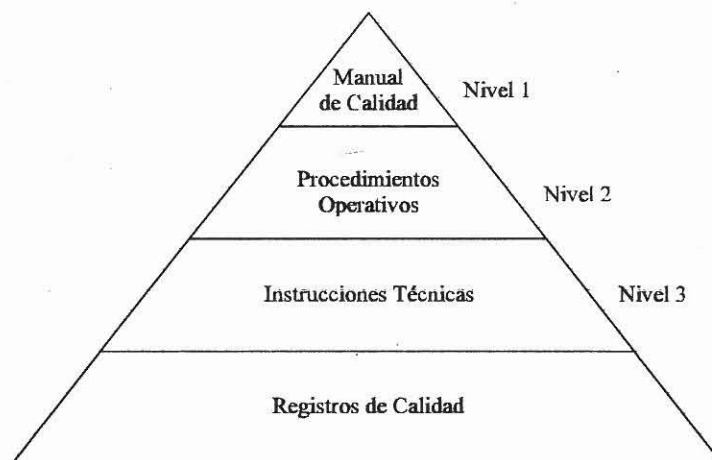 Manual
de Calidad
Nivel 1
Procedimientos
Operativos
Nivel 2
Instrucciones Técnicas
Nivel 3
Registros de Calidad